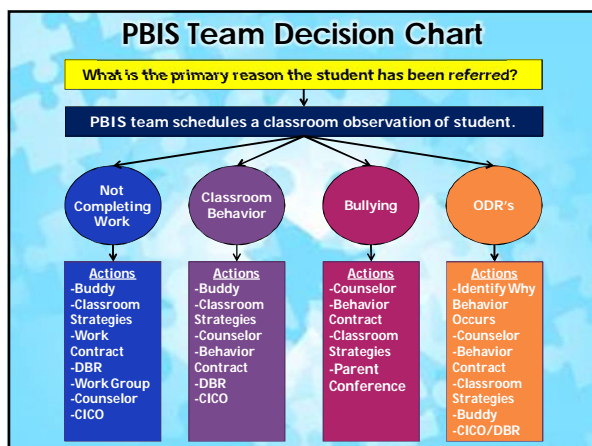 PBIS Team Decision Chart
What is the primary reason the student has been referred?
PBIS team schedules a classroom observation of student.
Not
Completing
Work
Classroom
Behavior
Bullying
ODR's
Actions
-Buddy
-Classroom
Strategies
-Work
Contract
-DBR
-Work Group
-Counselor
-CICO
Actions
-Buddy
-Classroom
Strategies
-Counselor
-Behavior
Contract
-DBR
-CICO
Actions
-Counselor
-Behavior
Contract
-Classroom
Strategies
-Parent
Conference
Actions
-Identify Why
Behavior
Occurs
-Counselor
-Behavior
Contract
-Classroom
Strategies
-Buddy
-CICO/DBR